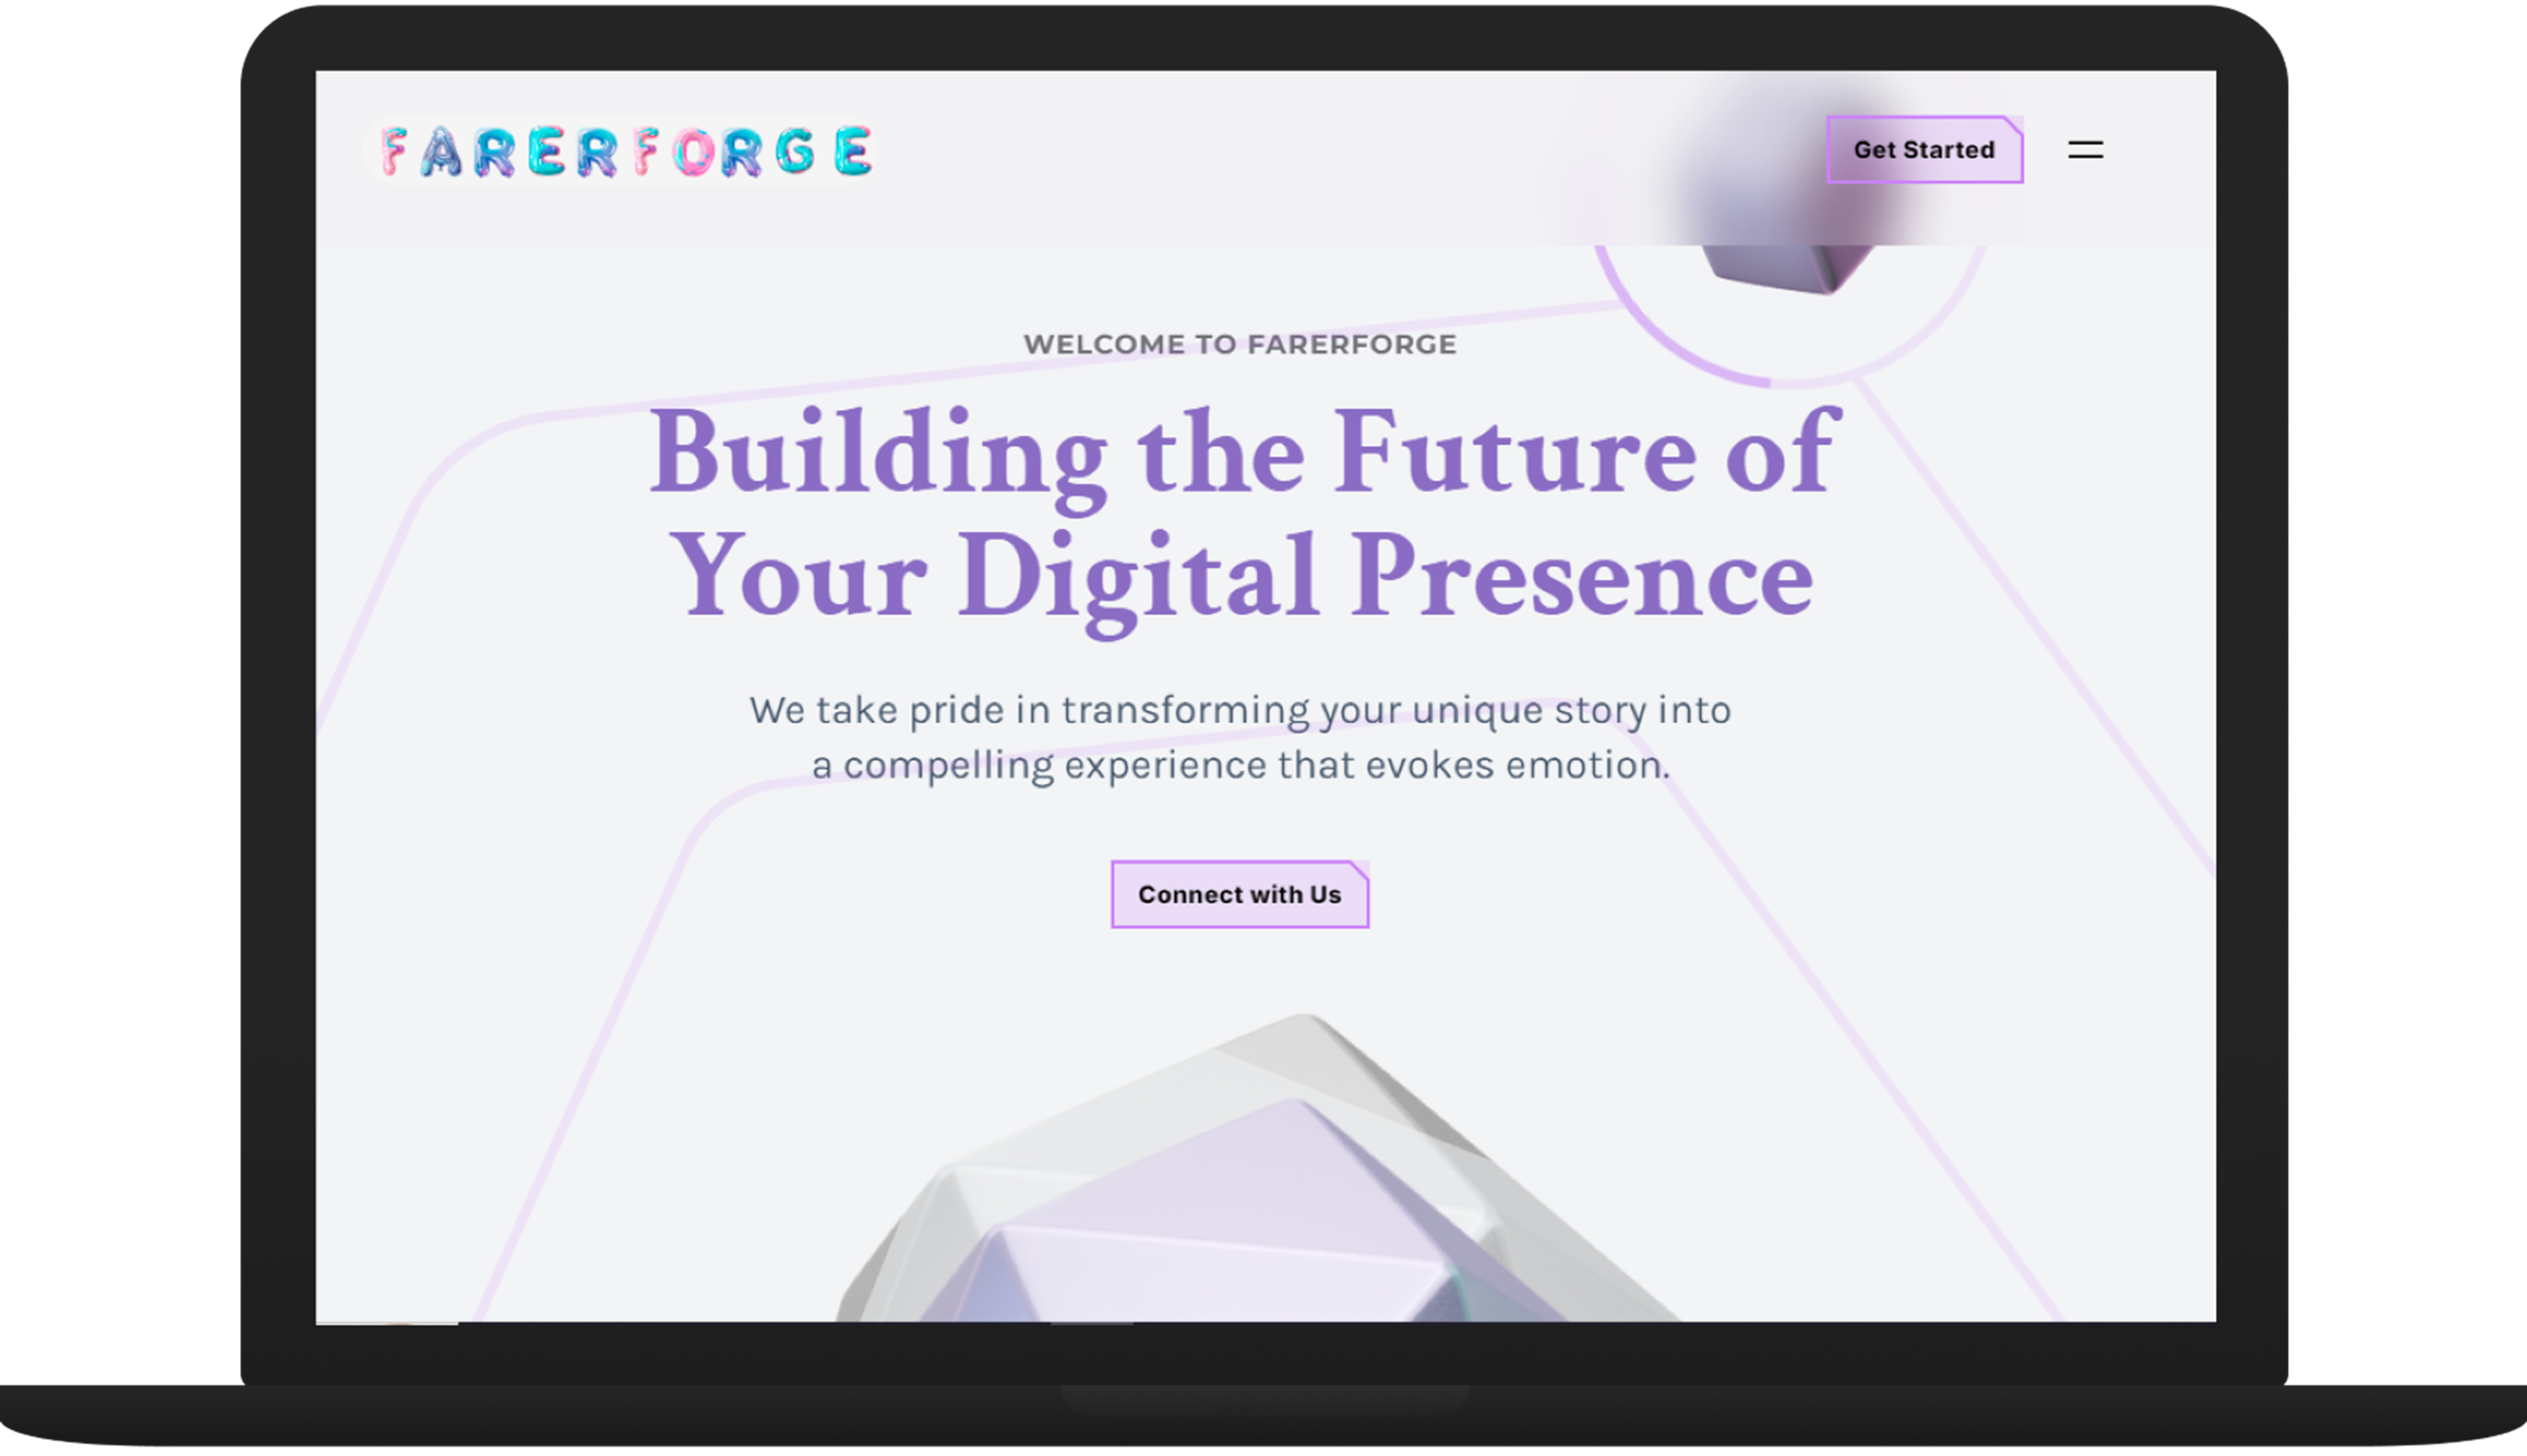 FARERFORGE
Get Started
WELCOME TO FARERFORGE
Building the Future of
Your Digital Presence
We take pride in transforming your unique story into
a compelling experience that evokes emotion.
Connect with Us